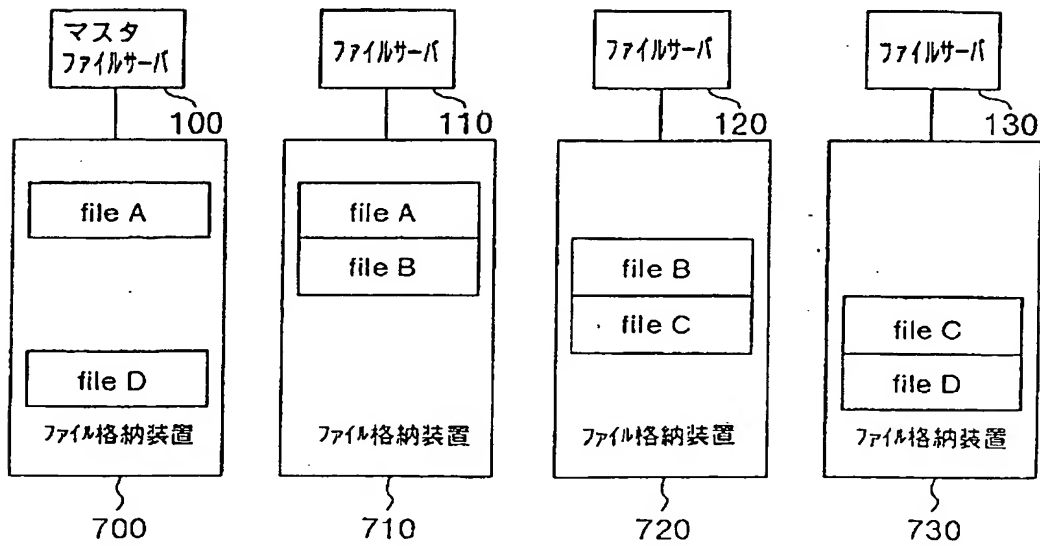 マスタ
ファイルサーバ
100
file A
file D
ファイル格納装置
700
ファイルサーバ
110
file A
file B
ファイル格納装置
710
ファイルサーバ
120
file B
file C
ファイル格納装置
720
ファイルサーバ
130
file C
file D
ファイル格納装置
730